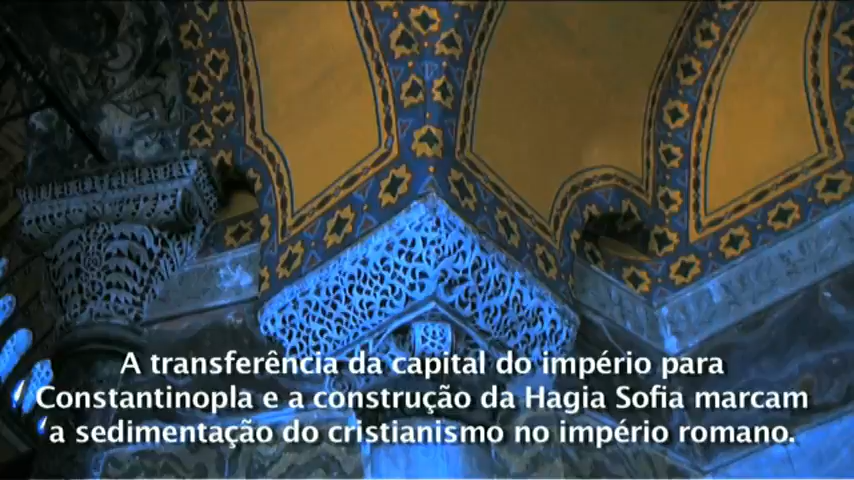 A transferência da capital do império para
Constantinopla e a construção da Hagia Sofia marcam
a sedimentação do cristianismo no império romano.